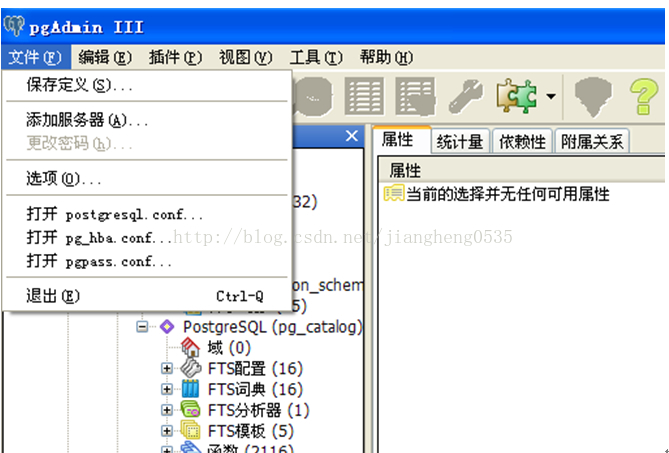 pgAdmin III
文件(F) 编辑(E) 插件(P) 视图(V) 工具(T) 帮助(H)
保存定义(S)...
添加服务器(A)...
更改密码(h)...
选项(O)...
打开 postgresql.conf...
打开 pg_hba.conf...
打开 pgpass.conf...
退出(E) Ctrl-Q
属性 统计量 依赖性 附属关系
属性
当前的选择并无任何可用属性
http://blog.csdn.net/jiangheng0535
32)
on_schem
5)
PostgreSQL (pg_catalog)
域 (0)
FTS配置 (16)
FTS词典 (16)
FTS分析器 (1)
FTS模板 (5)
函数 (2116)